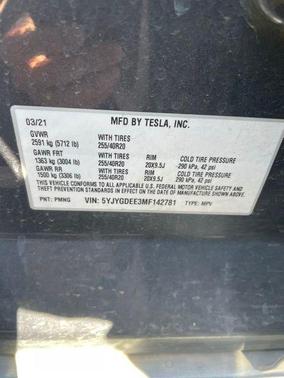 03/21 MFD BY TESLA, INC.
GVWR
2591 kg (5712 lb) WITH TIRES 255/40R20
GAWR FRT
1363 kg (3004 lb) WITH TIRES 255/40R20 RIM 20X9.5J COLD TIRE PRESSURE 290 kPa, 42 psi
GAWR RR
1500 kg (3306 lb) WITH TIRES 255/40R20 RIM 20X9.5J COLD TIRE PRESSURE 290 kPa, 42 psi
THIS VEHICLE CONFORMS TO ALL APPLICABLE U.S. FEDERAL MOTOR VEHICLE SAFETY AND
THEFT PREVENTION STANDARDS IN EFFECT ON THE DATE OF MANUFACTURE SHOWN ABOVE.
PNT: PMNG VIN: 5YJYGDEE3MF142781 TYPE: MPV